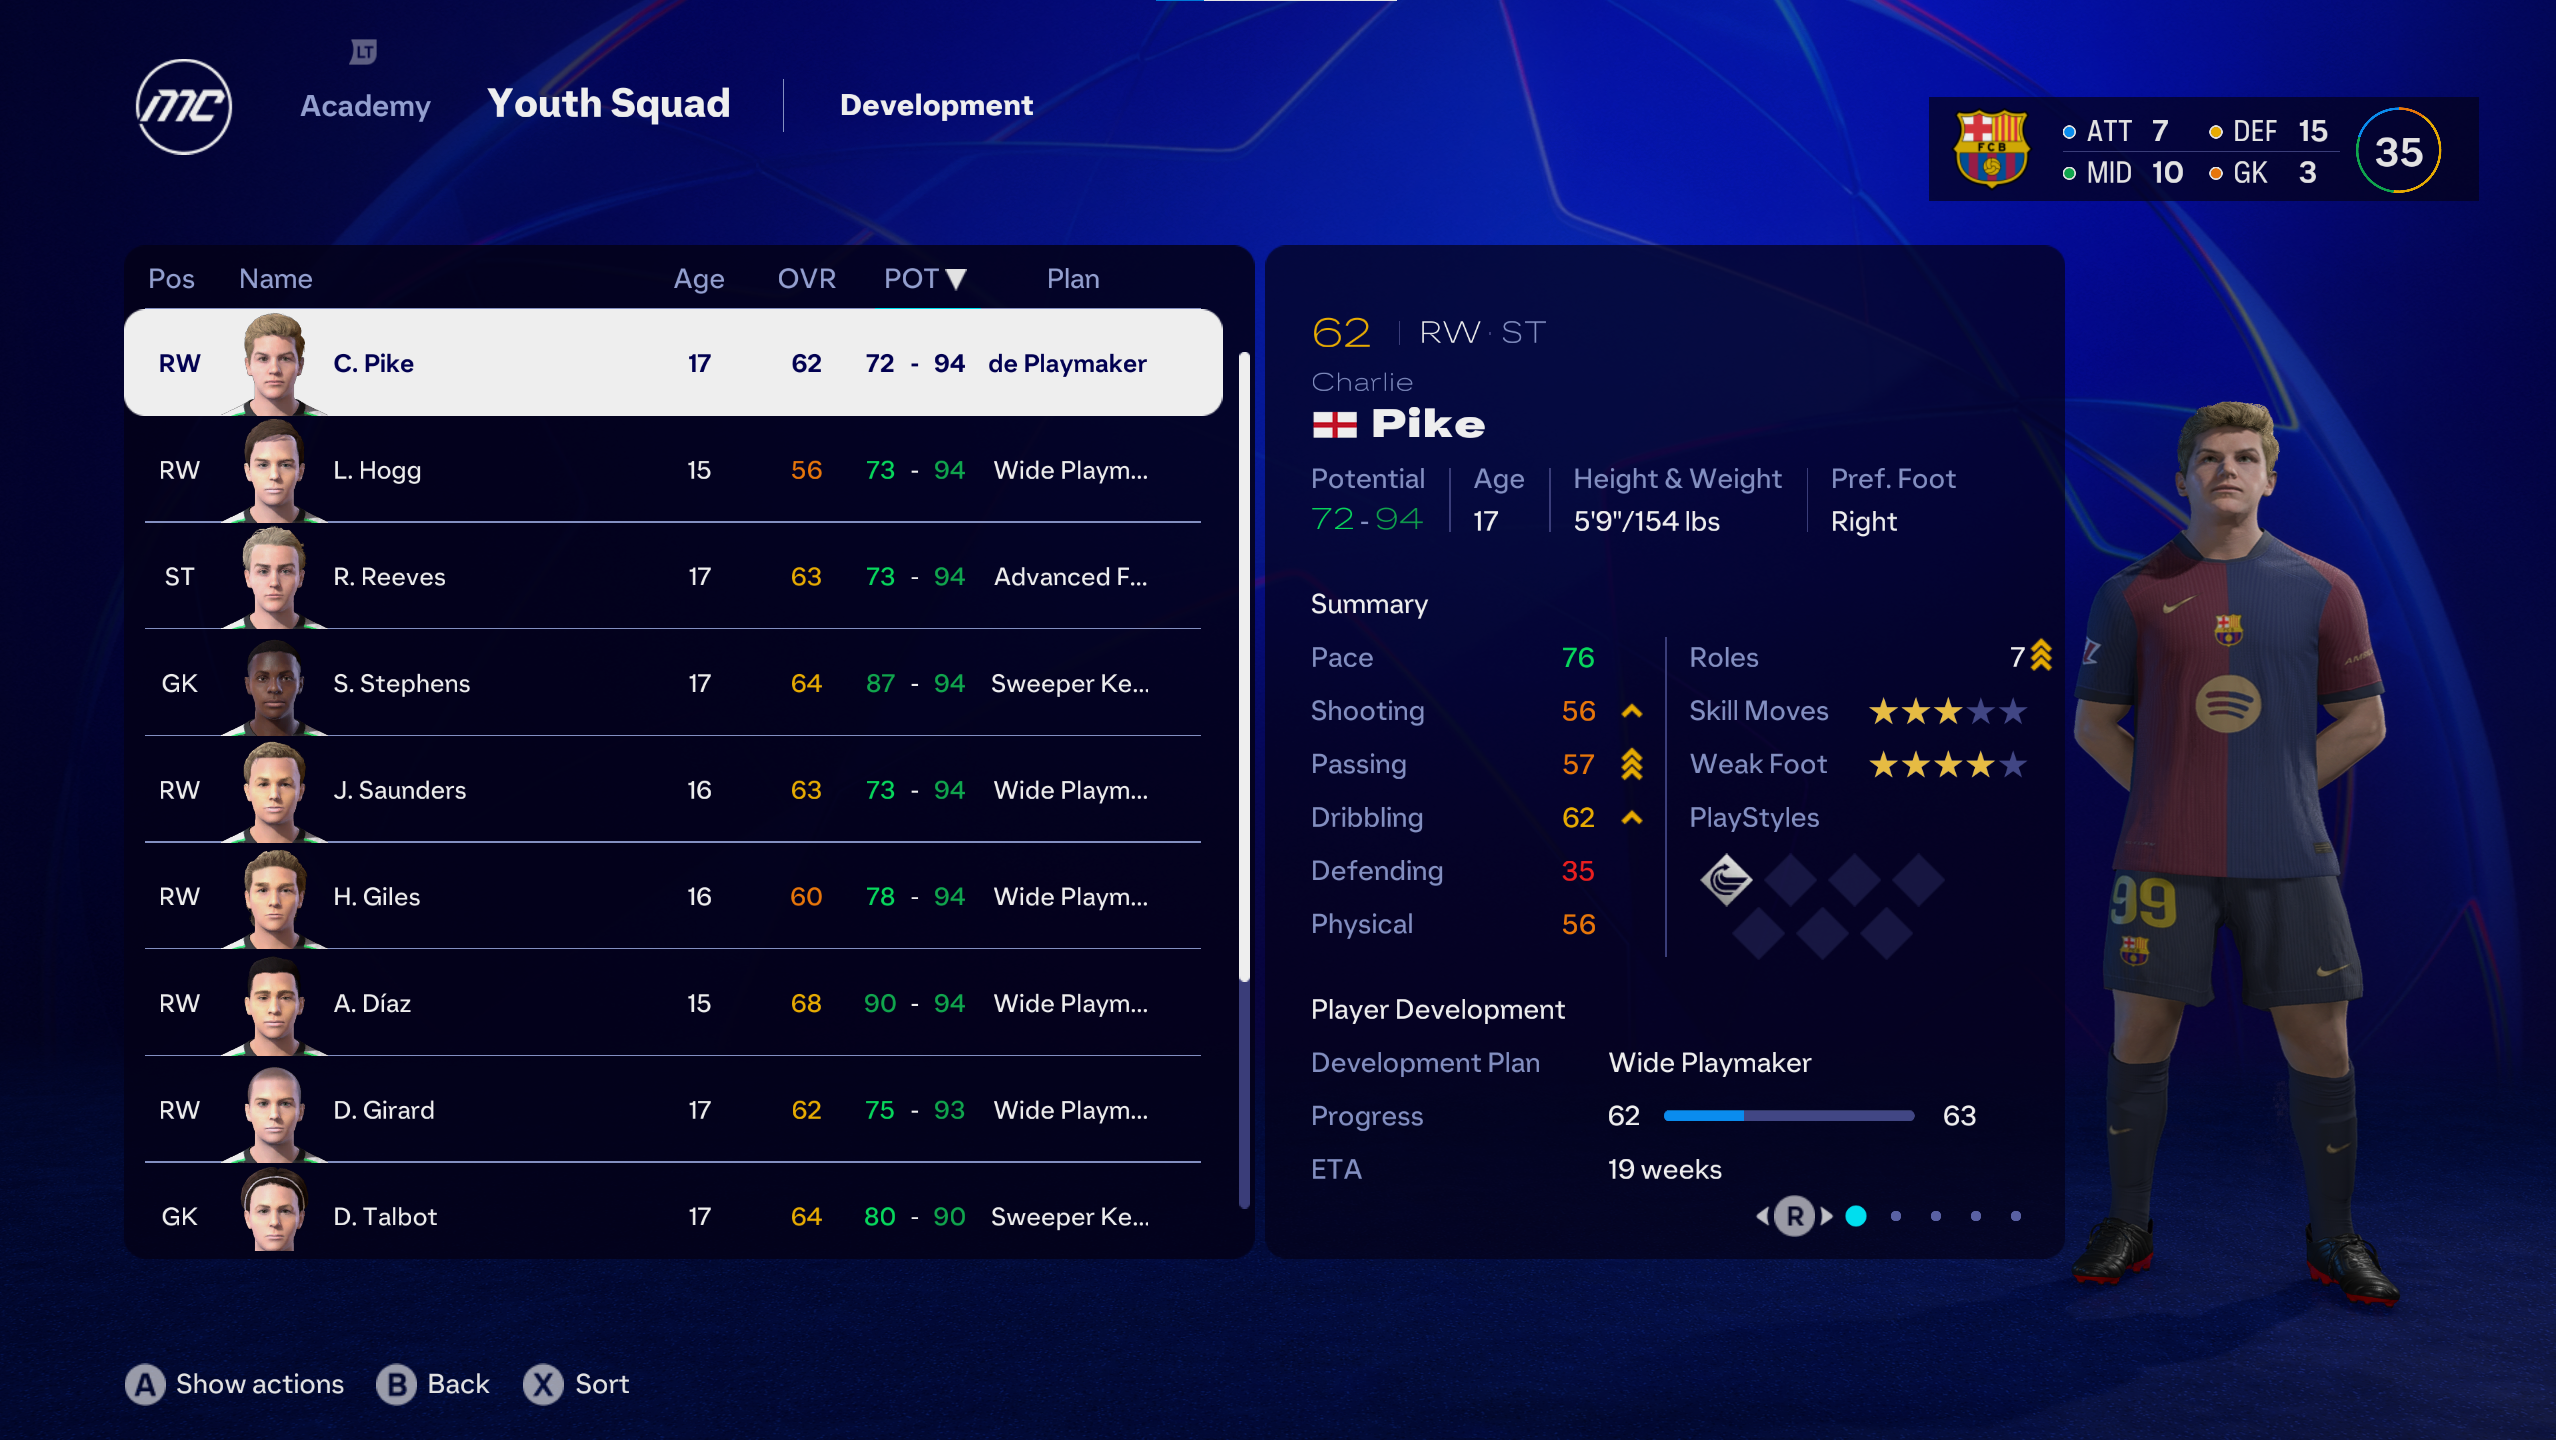 LT
MC Academy Youth Squad Development
ATT 7 DEF 15
MID 10 GK 3
35
FCB
Pos Name Age OVR POT Plan
RW C. Pike 17 62 72 - 94 de Playmaker
RW L. Hogg 15 56 73 - 94 Wide Playm...
ST R. Reeves 17 63 73 - 94 Advanced F...
GK S. Stephens 17 64 87 - 94 Sweeper Ke...
RW J. Saunders 16 63 73 - 94 Wide Playm...
RW H. Giles 16 60 78 - 94 Wide Playm...
RW A. Díaz 15 68 90 - 94 Wide Playm...
RW D. Girard 17 62 75 - 93 Wide Playm...
GK D. Talbot 17 64 80 - 90 Sweeper Ke...
62 RW · ST
Charlie
Pike
Potential Age Height & Weight Pref. Foot
72 - 94 17 5'9"/154 lbs Right
Summary
Pace 76 Roles 7
Shooting 56 Skill Moves
Passing 57 Weak Foot
Dribbling 62 PlayStyles
Defending 35
Physical 56
Player Development
Development Plan Wide Playmaker
Progress 62 63
ETA 19 weeks
R
99
A Show actions B Back X Sort